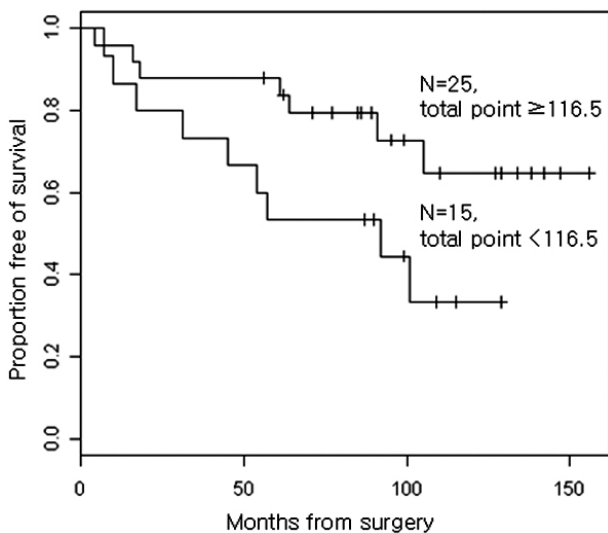 Proportion free of survival
1.0
0.8
0.6
0.4
0.2
0.0
N=25,
total point ≥116.5
N=15,
total point <116.5
0
50
100
150
Months from surgery